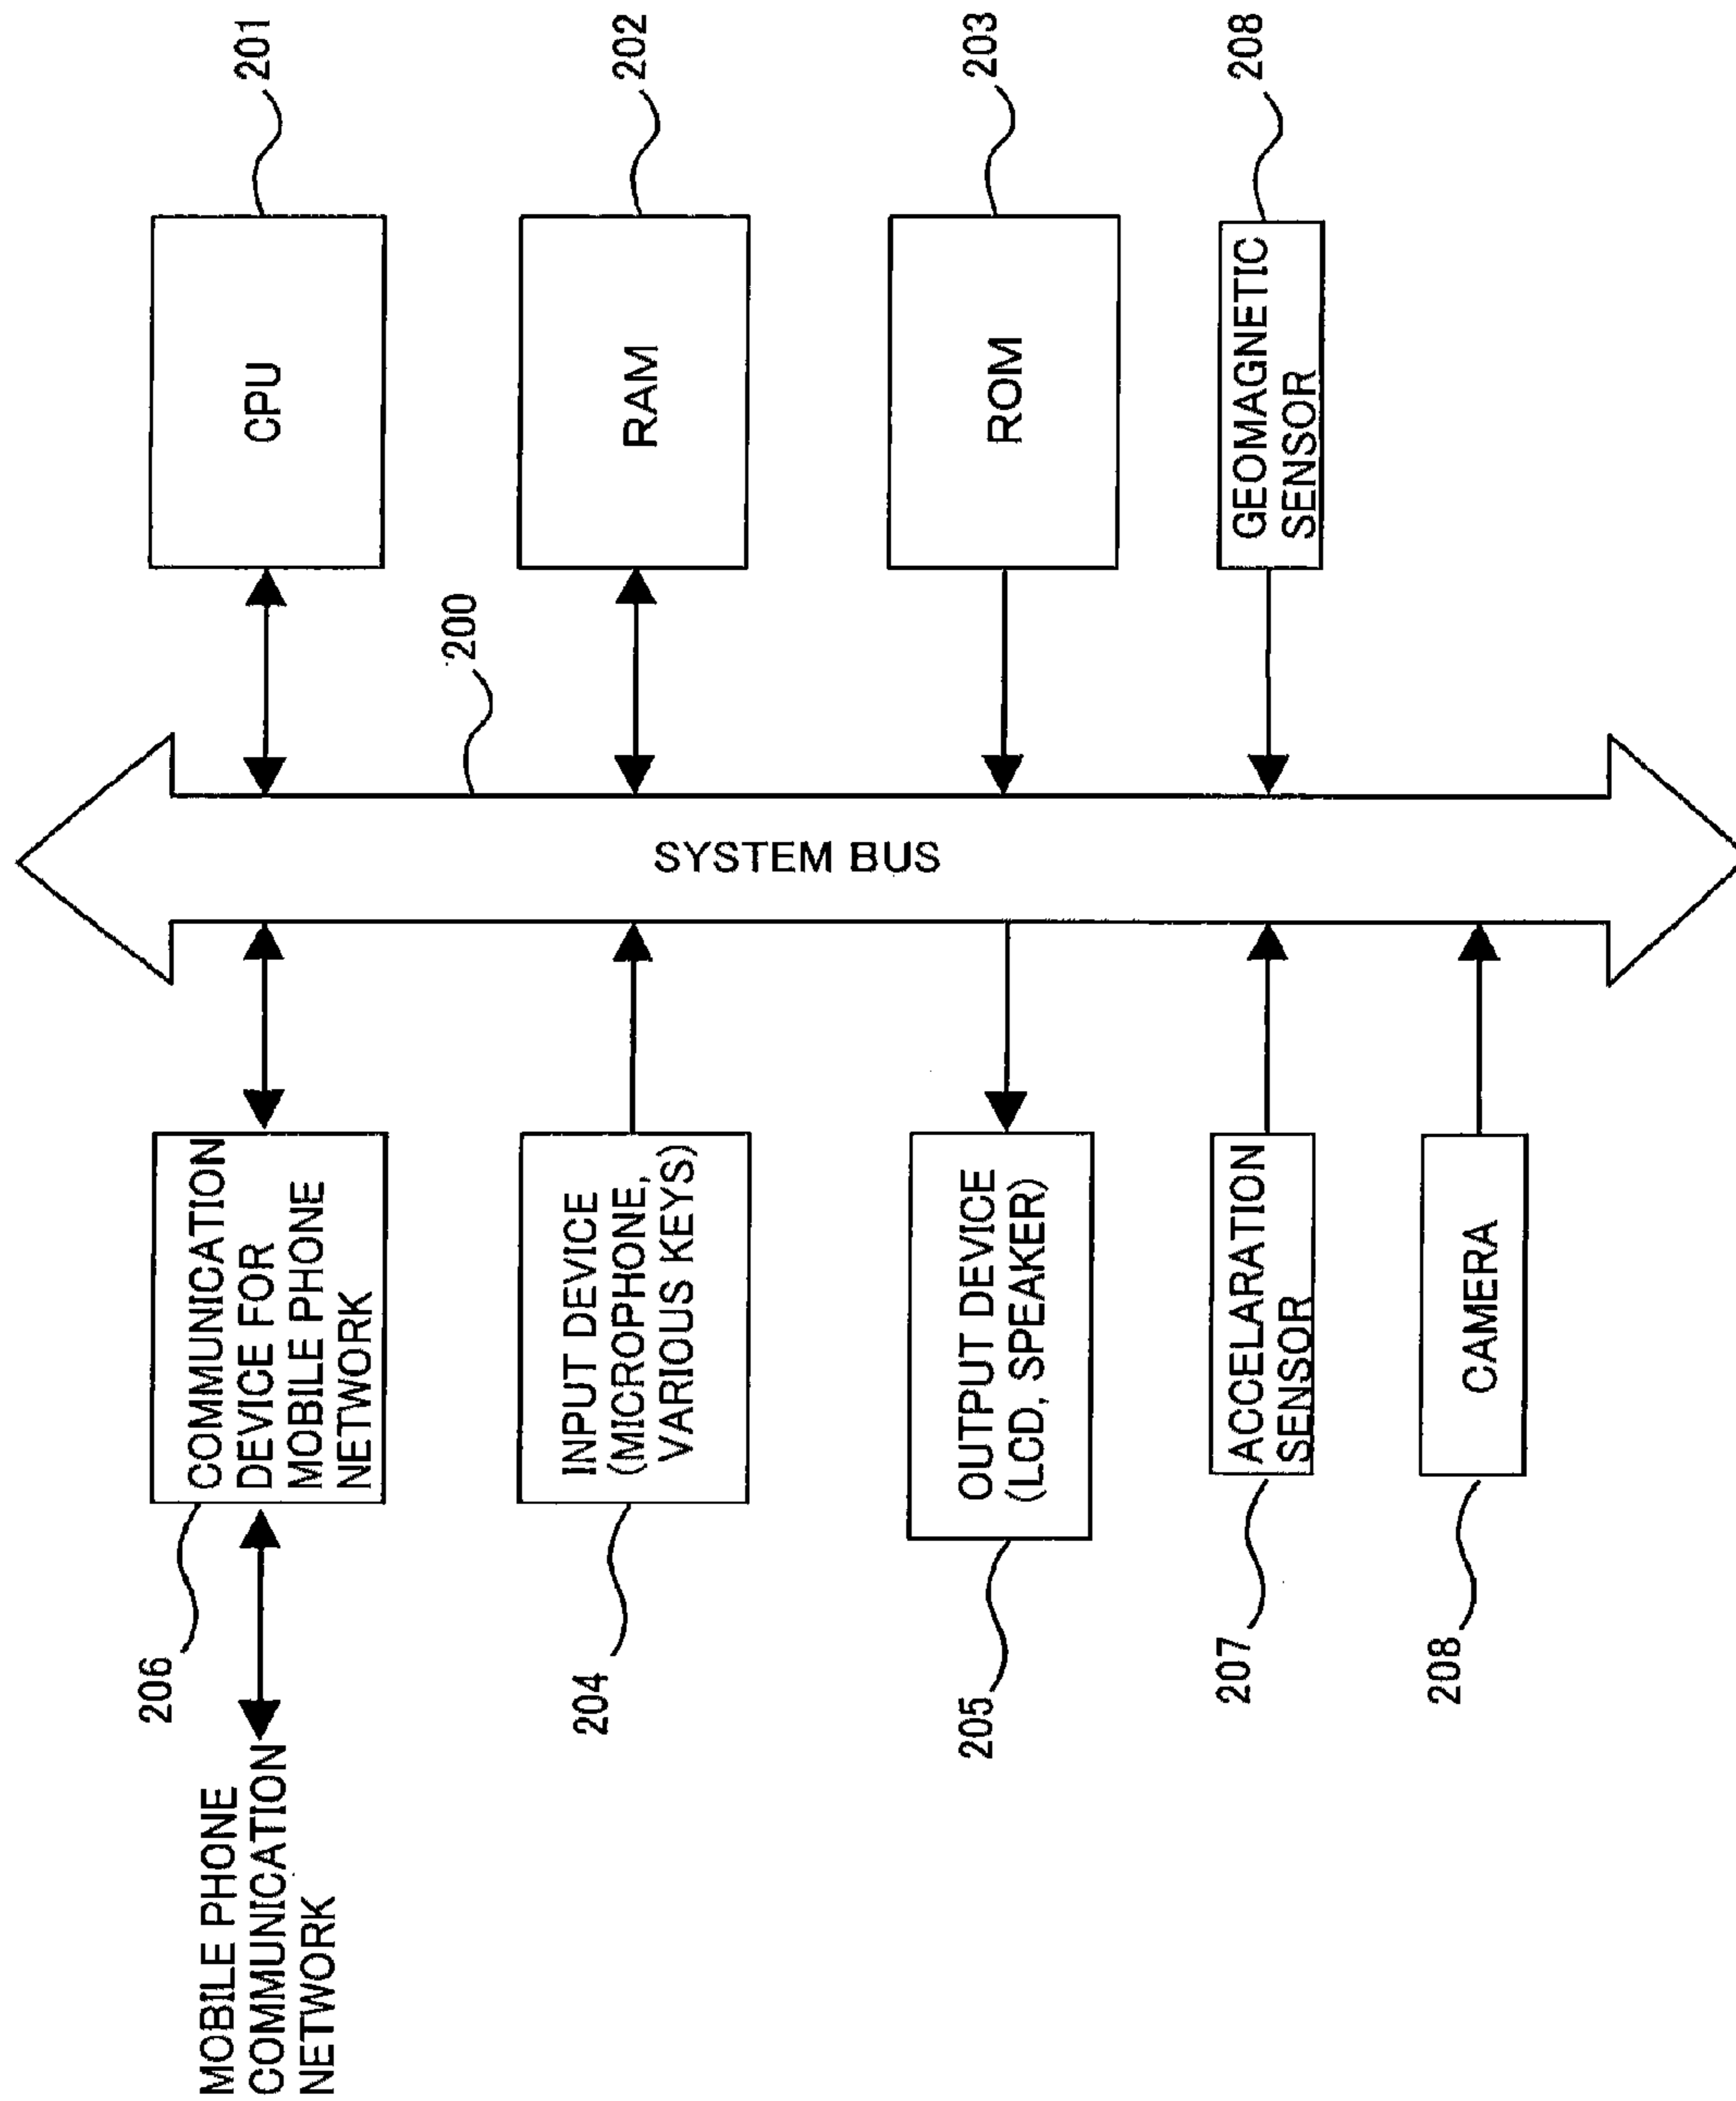 201
202
203
208
CPU
RAM
ROM
GEOMAGNETIC
SENSOR
200
SYSTEM BUS
COMMUNICATION
DEVICE FOR
MOBILE PHONE
NETWORK
INPUT DEVICE
(MICROPHONE,
VARIOUS KEYS)
OUTPUT DEVICE
(LCD, SPEAKER)
ACCELARATION
SENSOR
CAMERA
206
204
205
207
208
MOBILE PHONE
COMMUNICATION
NETWORK